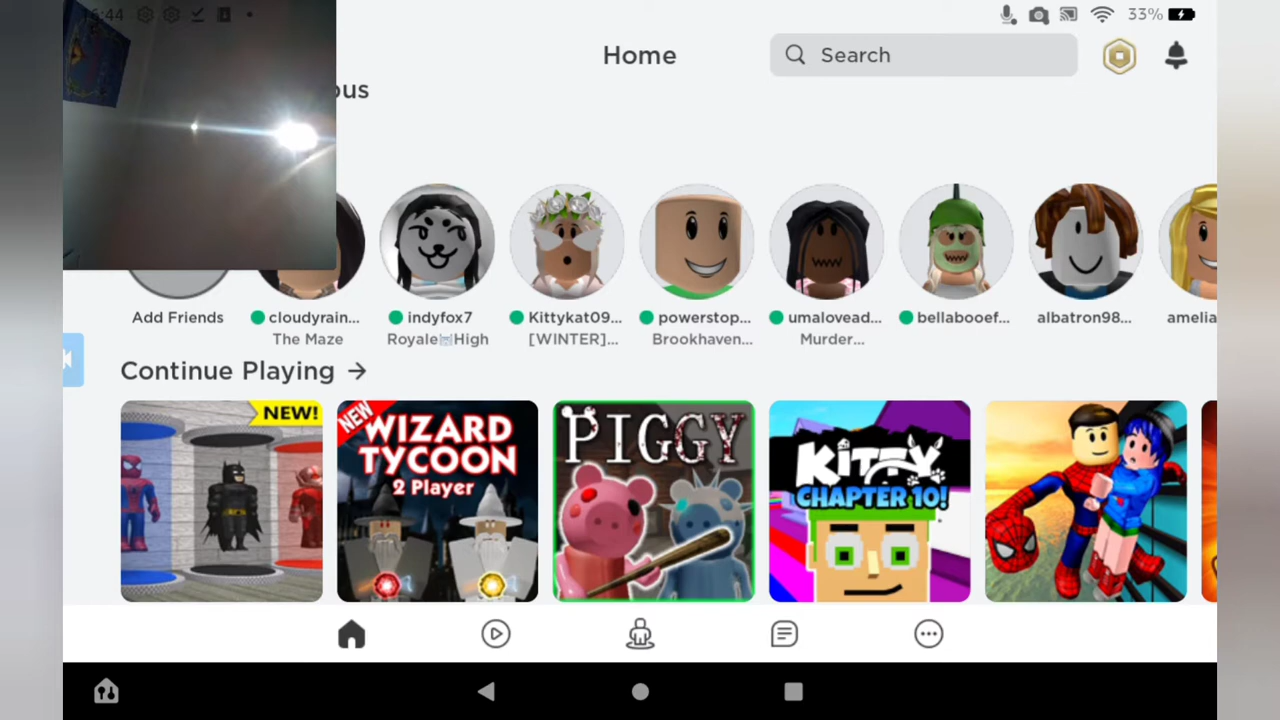 33%
Home
Search
ous
Add Friends
cloudyrain...
The Maze
indyfox7
Royale High
Kittykat09...
[WINTER]...
powerstop...
Brookhaven...
umalovead...
Murder...
bellabooef...
albatron98...
amelia
Continue Playing →
NEW!
NEW
WIZARD
TYCOON
2 Player
PIGGY
KITTY
CHAPTER 10!